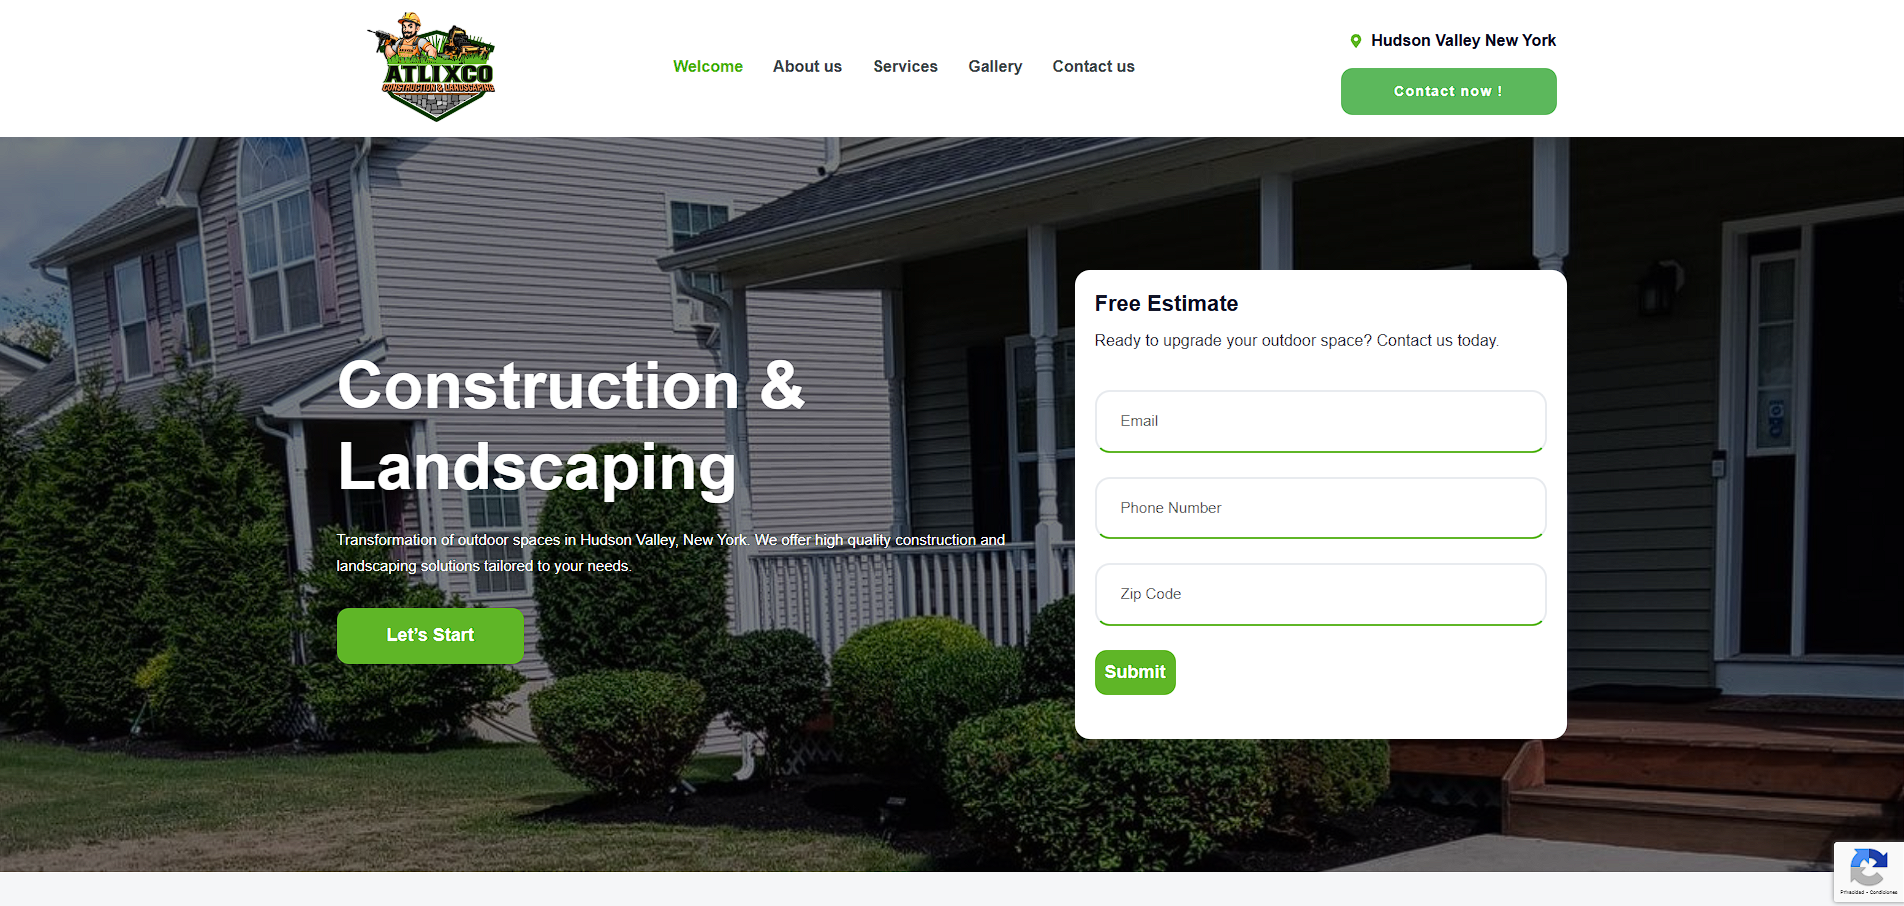 ATLIXCO
CONSTRUCTION & LANDSCAPING
Welcome
About us
Services
Gallery
Contact us
Hudson Valley New York
Contact now !
Construction &
Landscaping
Transformation of outdoor spaces in Hudson Valley, New York. We offer high quality construction and
landscaping solutions tailored to your needs.
Let’s Start
Free Estimate
Ready to upgrade your outdoor space? Contact us today.
Email
Phone Number
Zip Code
Submit
Privacidad - Condiciones